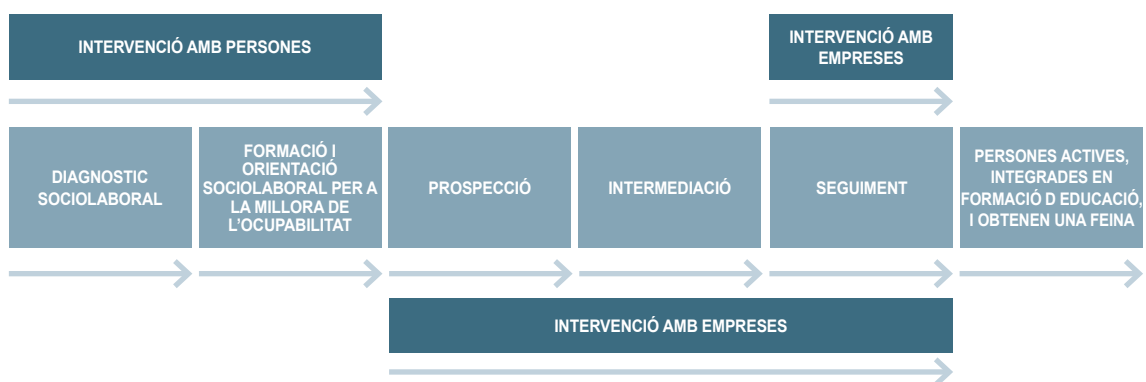 INTERVENCIÓ AMB PERSONES
INTERVENCIÓ AMB
EMPRESES
DIAGNOSTIC
SOCIOLABORAL
FORMACIÓ I
ORIENTACIÓ
SOCIOLABORAL PER A
LA MILLORA DE
L’OCUPABILITAT
PROSPECCIÓ
INTERMEDIACIÓ
SEGUIMENT
PERSONES ACTIVES,
INTEGRADES EN
FORMACIÓ D EDUCACIÓ,
I OBTENEN UNA FEINA
INTERVENCIÓ AMB EMPRESES